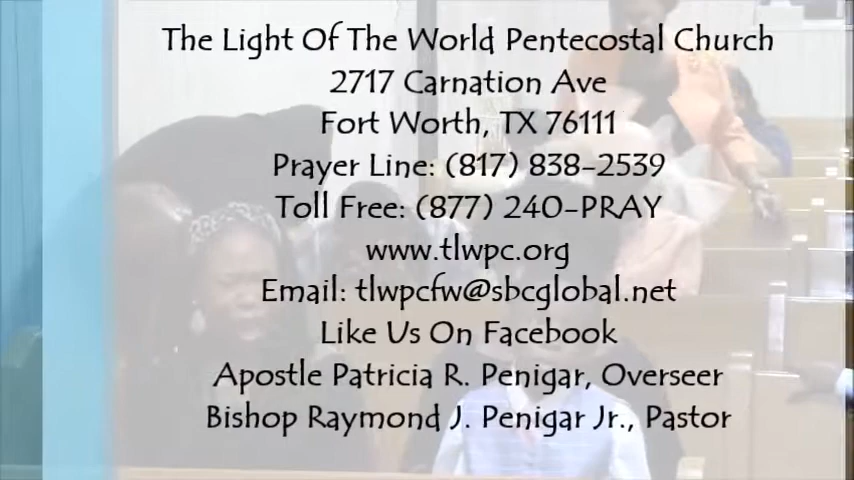 The Light Of The World Pentecostal Church
2717 Carnation Ave
Fort Worth, TX 76111
Prayer Line: (817) 838-2539
Toll Free: (877) 240-PRAY
www.tlwpc.org
Email: tlwpcfw@sbcglobal.net
Like Us On Facebook
Apostle Patricia R. Penigar, Overseer
Bishop Raymond J. Penigar Jr., Pastor